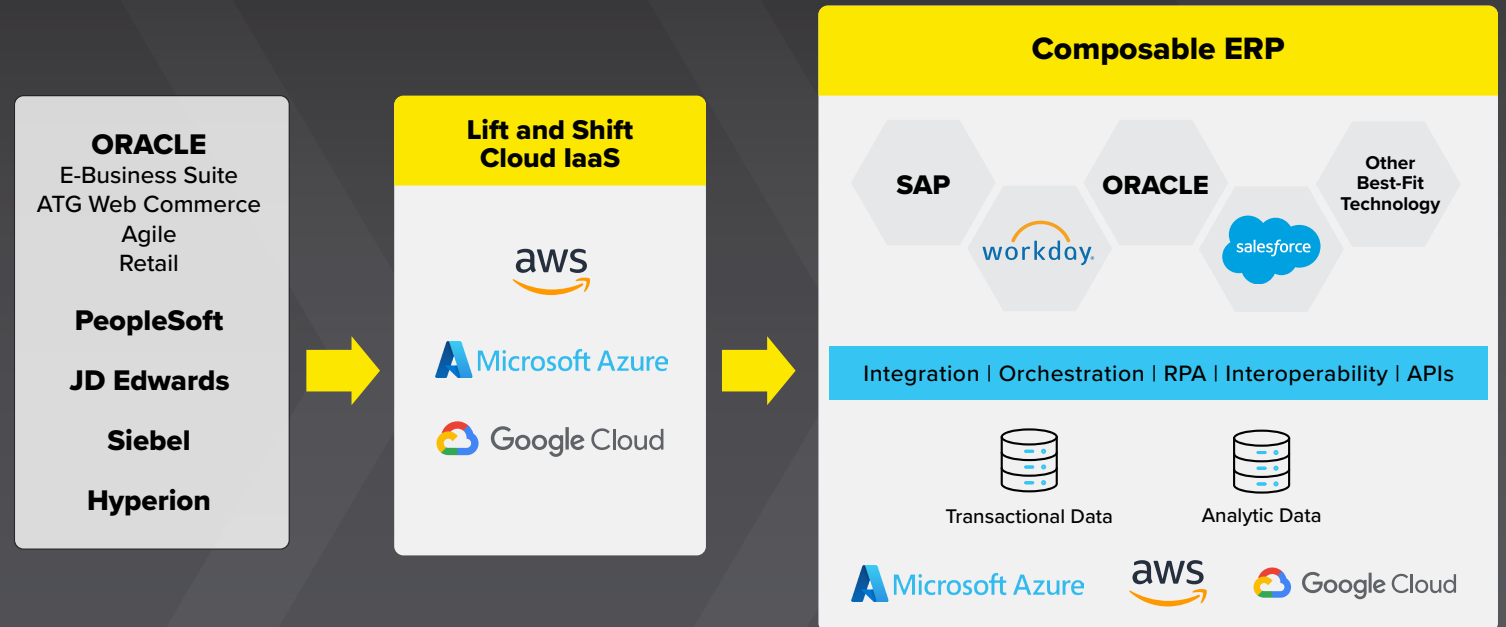 ORACLE
E-Business Suite
ATG Web Commerce
Agile
Retail
PeopleSoft
JD Edwards
Siebel
Hyperion
Lift and Shift
Cloud IaaS
aws
Microsoft Azure
Google Cloud
Composable ERP
SAP
workday.
ORACLE
salesforce
Other
Best-Fit
Technology
Integration | Orchestration | RPA | Interoperability | APIs
Transactional Data
Analytic Data
Microsoft Azure
aws
Google Cloud